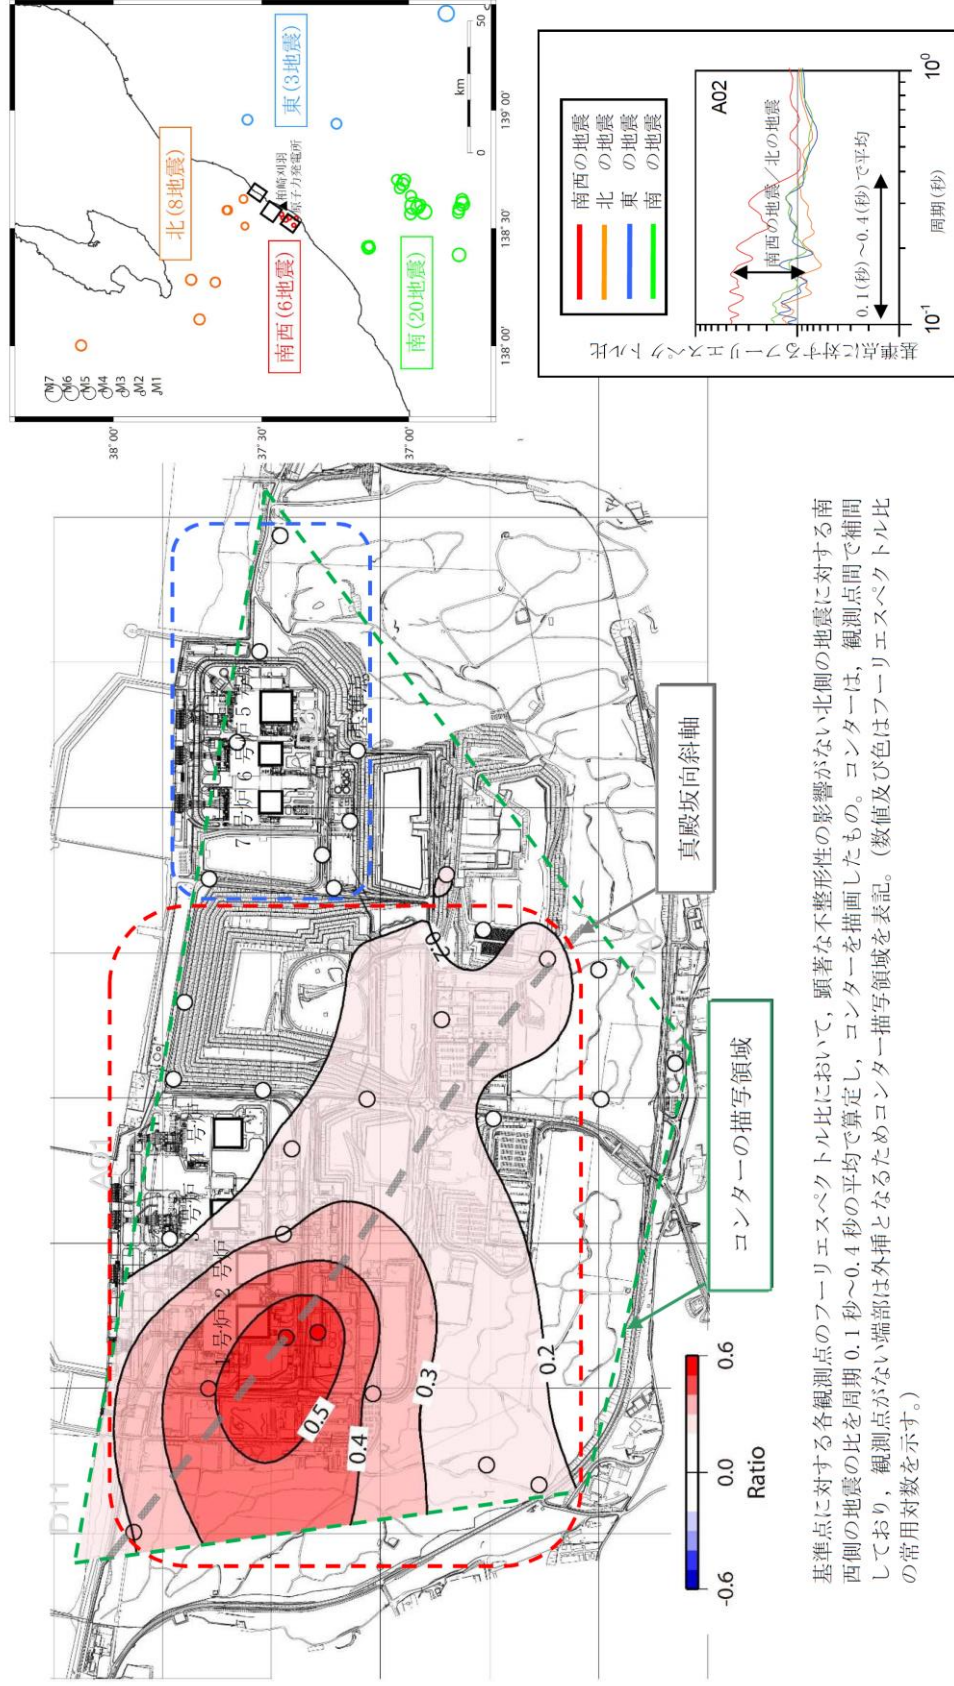 M7
M6
M5
M4
M3
M2
M1
北(8地震)
東(3地震)
南西(6地震)
南(20地震)
柏崎刈羽
原子力発電所
38° 00'
37° 30'
37° 00'
138° 00'
138° 30'
139° 00'
km
0
50
南西の地震
北　の地震
東　の地震
南　の地震
A02
基準点に対するフーリエスペクトル比
南西の地震／北の地震
0.1(秒)～0.4(秒)で平均
10⁻¹
10⁰
周期(秒)
D11
A01
D02
1号炉
2号炉
7号炉
6号炉
5号炉
0.5
0.4
0.3
0.2
0.2
真殿坂向斜軸
コンターの描写領域
-0.6
0.0
0.6
Ratio
基準点に対する各観測点のフーリエスペクトル比において，顕著な不整形性の影響がない北側の地震に対する南
西側の地震の比を周期 0.1 秒~0.4 秒の平均で算定し，コンターを描画したもの。コンターは，観測点間で補間
しており，観測点がない端部は外挿となるためコンター描写領域を表記。（数値及び色はフーリエスペクトル比
の常用対数を示す。）